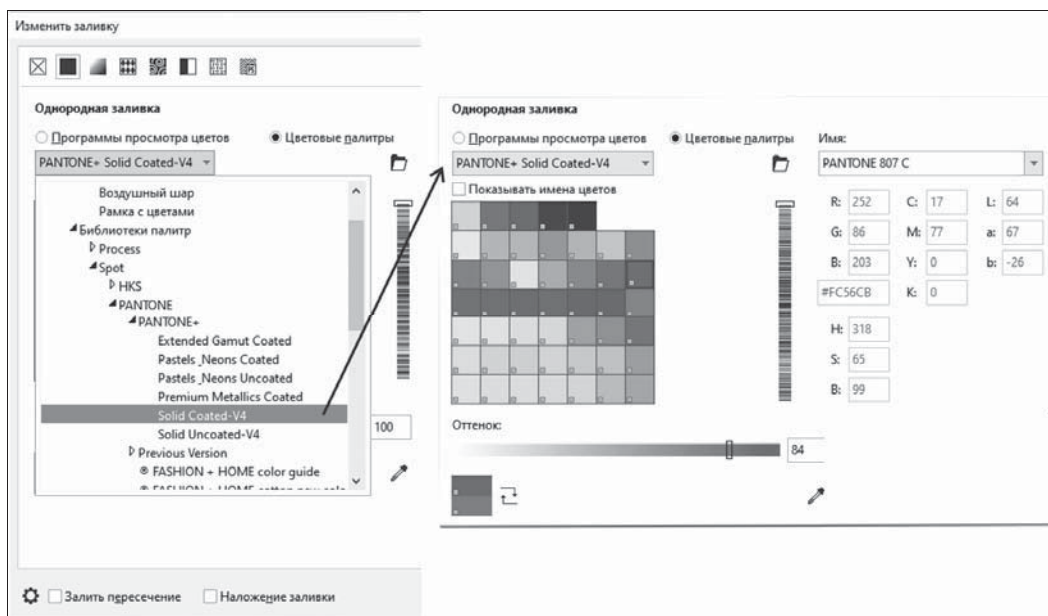 Изменить заливку
Однородная заливка
Программы просмотра цветов
Цветовые палитры
PANTONE+ Solid Coated-V4
Воздушный шар
Рамка с цветами
Библиотеки палитр
Process
Spot
HKS
PANTONE
PANTONE+
Extended Gamut Coated
Pastels_Neons Coated
Pastels_Neons Uncoated
Premium Metallics Coated
Solid Coated-V4
Solid Uncoated-V4
Previous Version
® FASHION + HOME color guide
100
Залить пересечение
Наложение заливки
Однородная заливка
Программы просмотра цветов
Цветовые палитры
Имя:
PANTONE+ Solid Coated-V4
PANTONE 807 C
Показывать имена цветов
R: 252 C: 17 L: 64
G: 86 M: 77 a: 67
B: 203 Y: 0 b: -26
#FC56CB K: 0
H: 318
S: 65
B: 99
Оттенок:
84